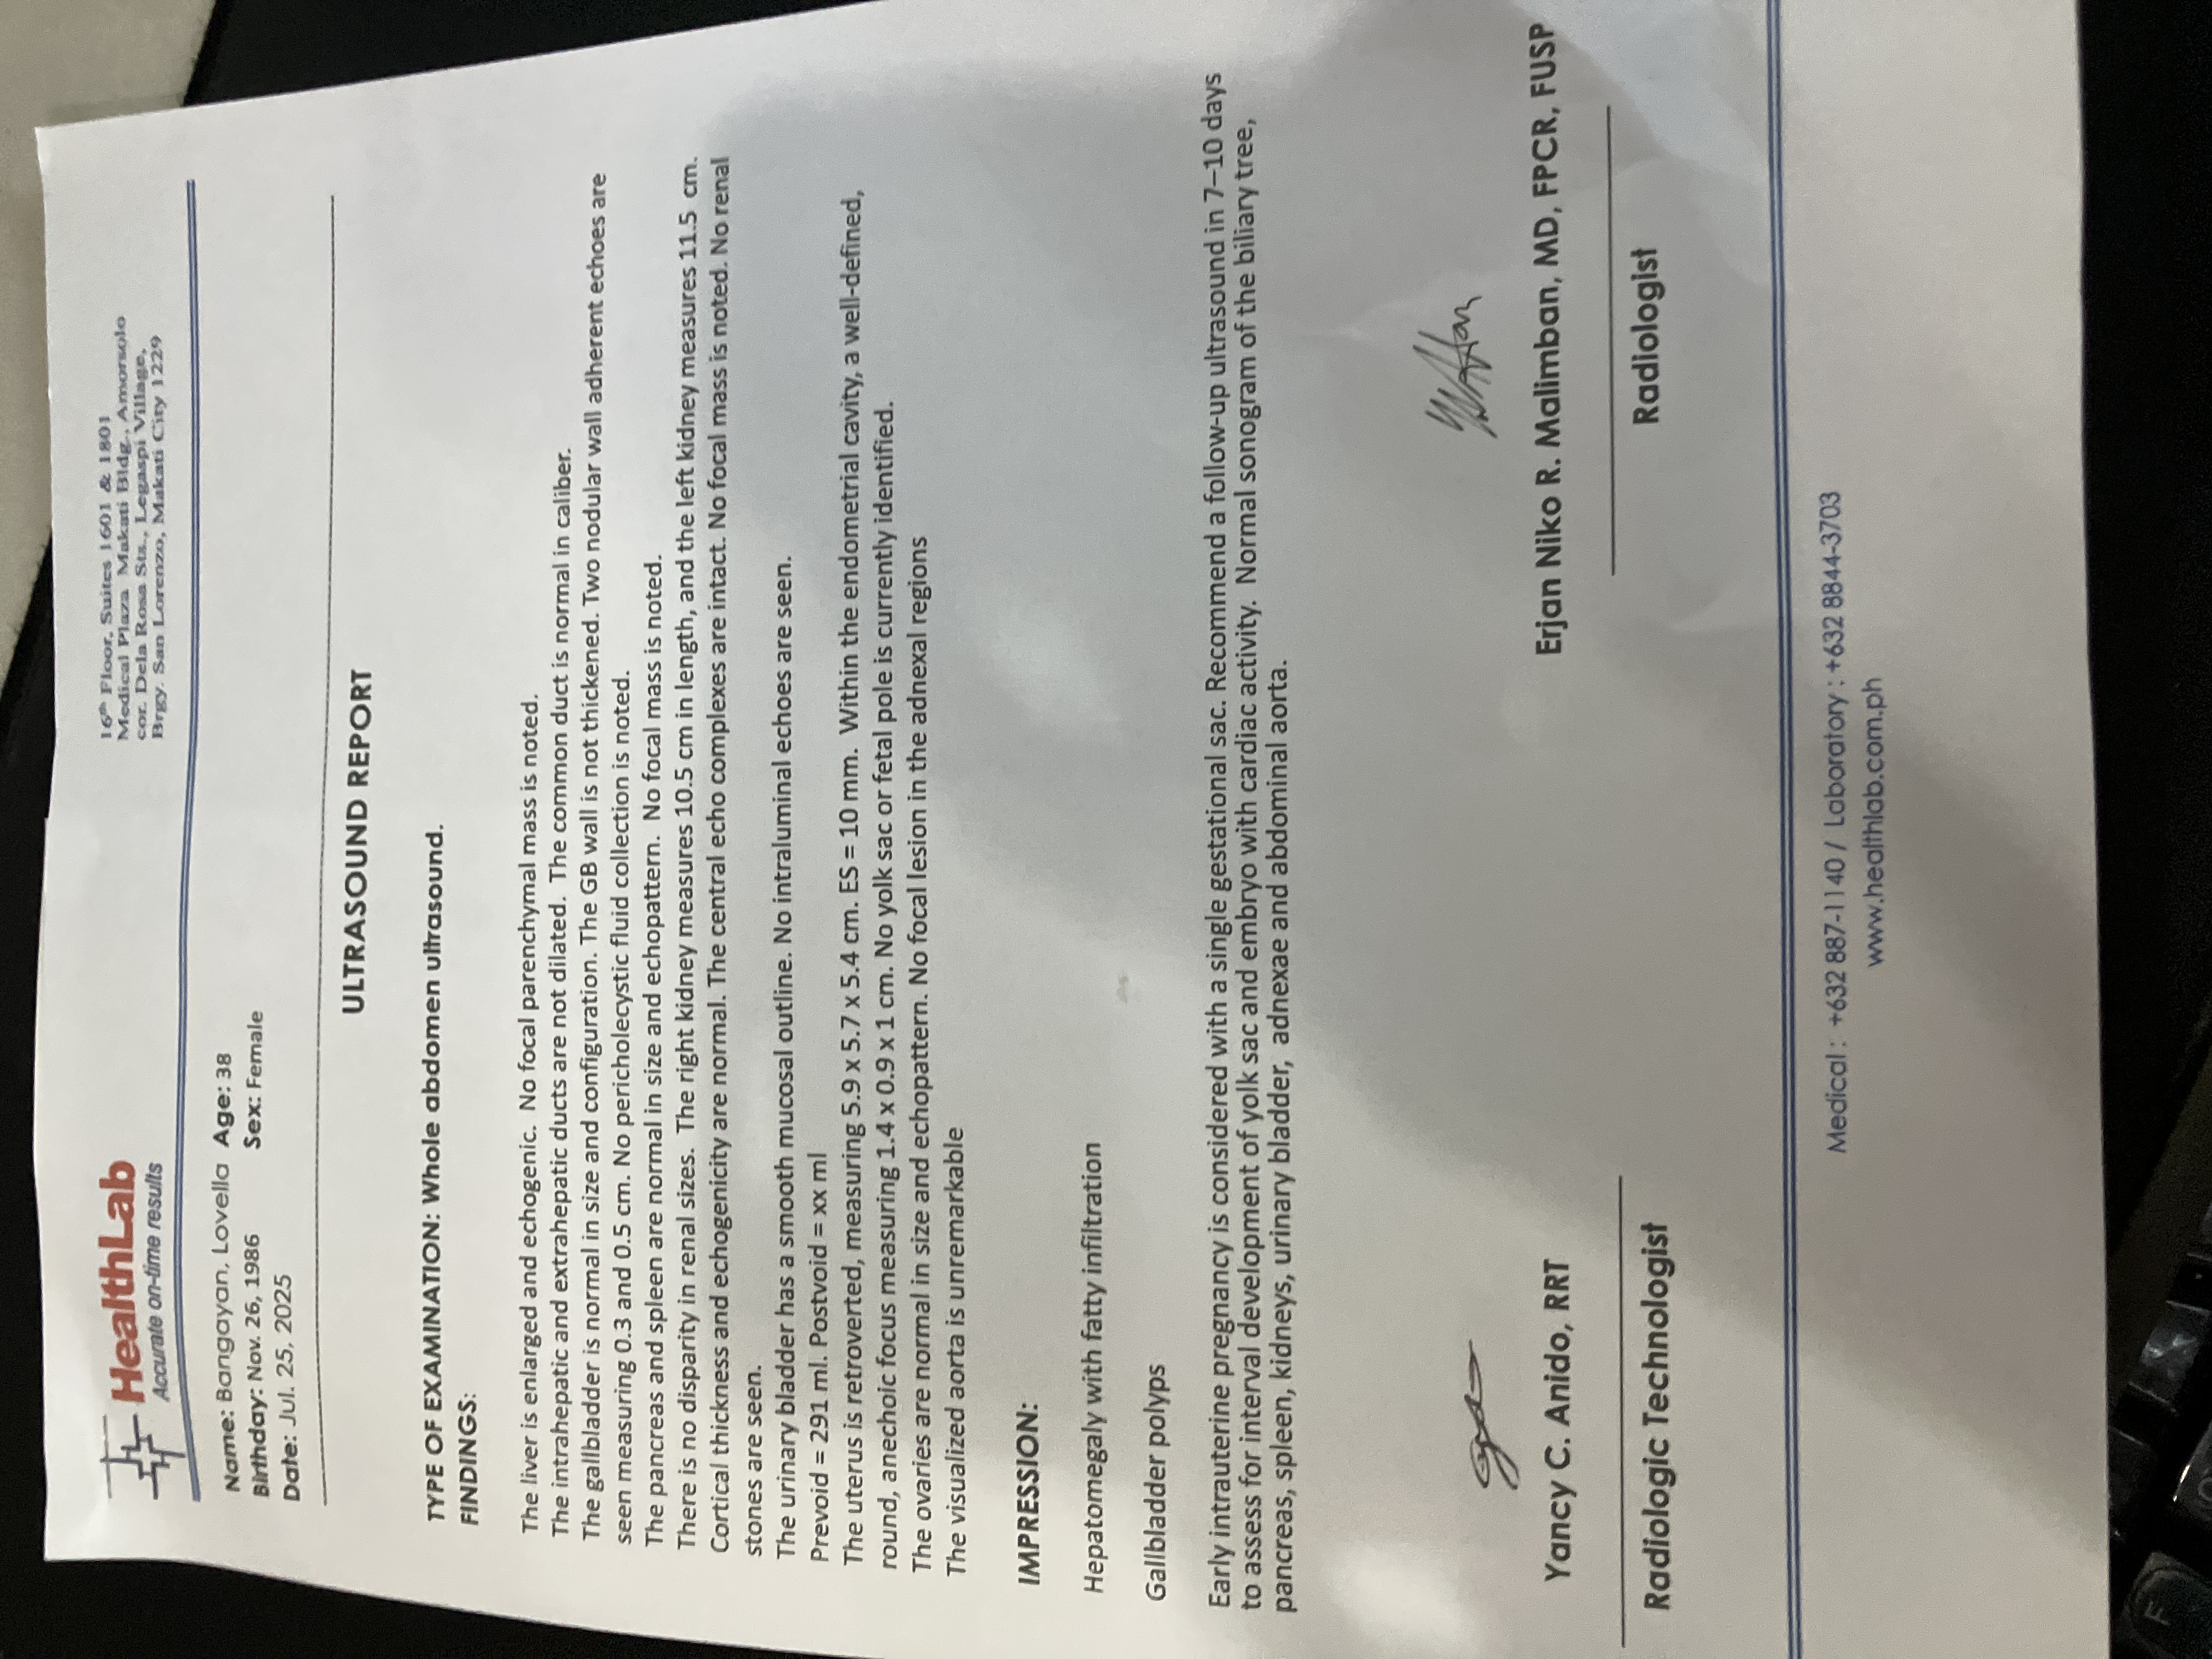 HealthLab
Accurate on-time results
16th Floor, Suites 1601 & 1801
Medical Plaza Makati Bldg., Amorsolo
cor. Dela Rosa Sts., Legaspi Village,
Brgy. San Lorenzo, Makati City 1229
Name: Bangayan, Lovella Age: 38
Birthday: Nov. 26, 1986 Sex: Female
Date: Jul. 25, 2025
ULTRASOUND REPORT
TYPE OF EXAMINATION: Whole abdomen ultrasound.
FINDINGS:
The liver is enlarged and echogenic. No focal parenchymal mass is noted.
The intrahepatic and extrahepatic ducts are not dilated. The common duct is normal in caliber.
The gallbladder is normal in size and configuration. The GB wall is not thickened. Two nodular wall adherent echoes are
seen measuring 0.3 and 0.5 cm. No pericholecystic fluid collection is noted.
The pancreas and spleen are normal in size and echopattern. No focal mass is noted.
There is no disparity in renal sizes. The right kidney measures 10.5 cm in length, and the left kidney measures 11.5 cm.
Cortical thickness and echogenicity are normal. The central echo complexes are intact. No focal mass is noted. No renal
stones are seen.
The urinary bladder has a smooth mucosal outline. No intraluminal echoes are seen.
Prevoid = 291 ml. Postvoid = xx ml
The uterus is retroverted, measuring 5.9 x 5.7 x 5.4 cm. ES = 10 mm. Within the endometrial cavity, a well-defined,
round, anechoic focus measuring 1.4 x 0.9 x 1 cm. No yolk sac or fetal pole is currently identified.
The ovaries are normal in size and echopattern. No focal lesion in the adnexal regions
The visualized aorta is unremarkable
IMPRESSION:
Hepatomegaly with fatty infiltration
Gallbladder polyps
Early intrauterine pregnancy is considered with a single gestational sac. Recommend a follow-up ultrasound in 7–10 days
to assess for interval development of yolk sac and embryo with cardiac activity. Normal sonogram of the biliary tree,
pancreas, spleen, kidneys, urinary bladder, adnexae and abdominal aorta.
Yancy C. Anido, RRT
Radiologic Technologist
Erjan Niko R. Malimban, MD, FPCR, FUSP
Radiologist
Medical : +632 887-1140 / Laboratory : +632 8844-3703
www.healthlab.com.ph
F